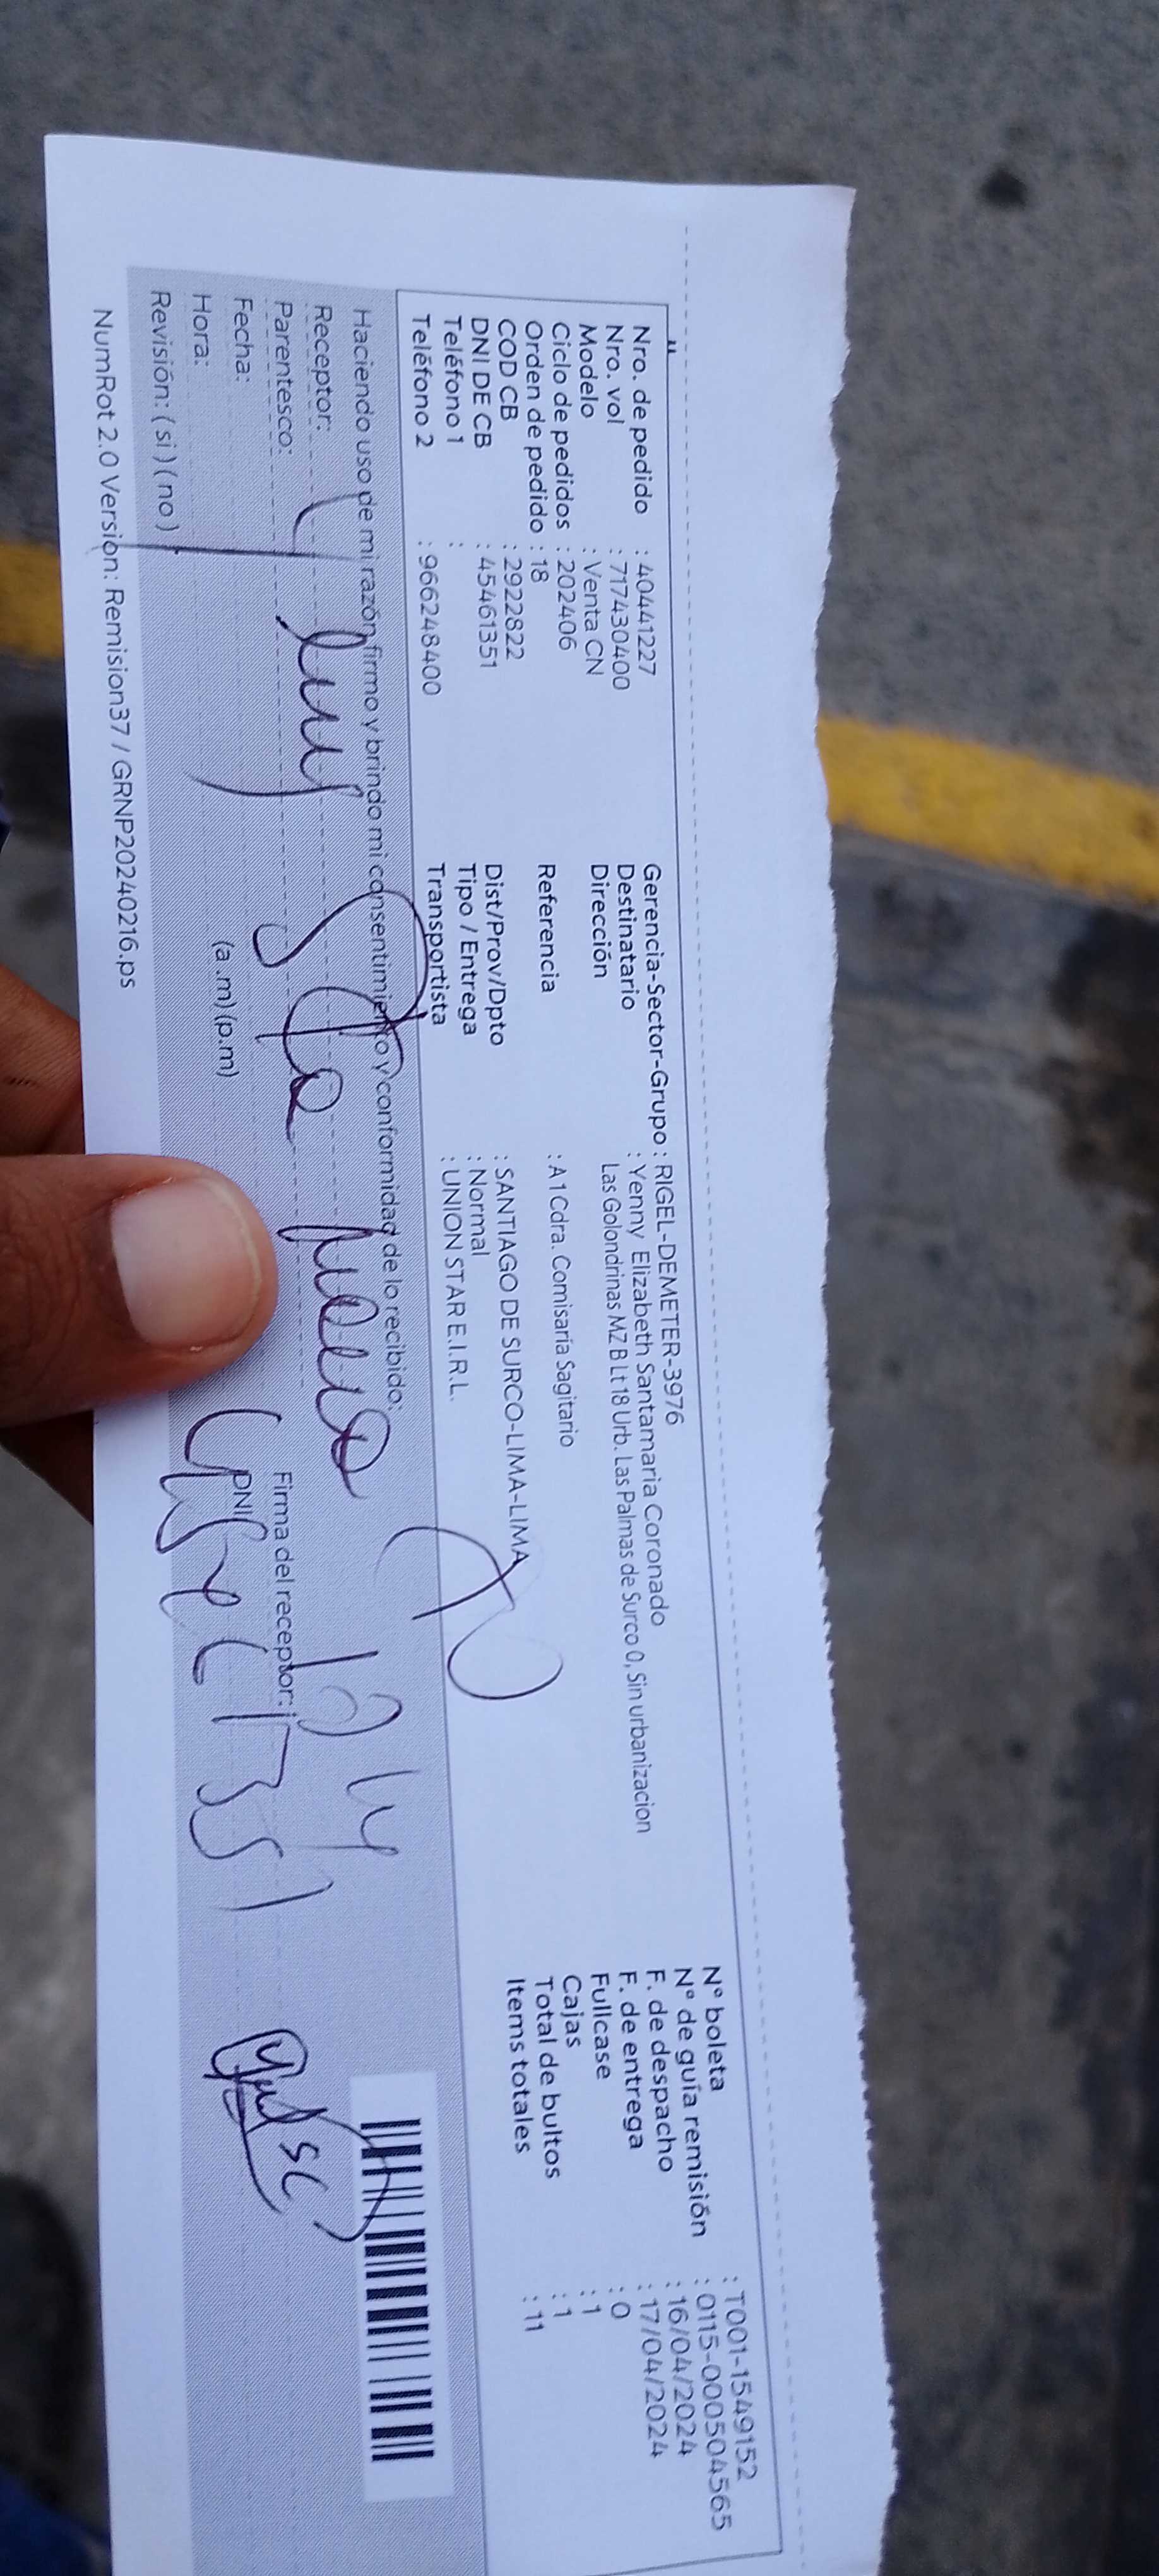 Nro. de pedido : 40441227
Nro. vol : 717430400
Modelo : Venta CN
Ciclo de pedidos : 202406
Orden de pedido : 18
COD CB : 2922822
DNI DE CB : 45461351
Teléfono 1 :
Teléfono 2 : 966248400
Gerencia-Sector-Grupo : RIGEL-DEMETER-3976
Destinatario : Yenny Elizabeth Santamaria Coronado
Dirección Las Golondrinas MZ B Lt 18 Urb. Las Palmas de Surco 0, Sin urbanizacion
Referencia : A 1 Cdra. Comisaría Sagitario
Dist/Prov/Dpto : SANTIAGO DE SURCO-LIMA-LIMA
Tipo / Entrega : Normal
Transportista : UNION STAR E.I.R.L.
N° boleta : T001-1549152
N° de guía remisión : 0115-000504565
F. de despacho : 16/04/2024
F. de entrega : 17/04/2024
Fullcase : 0
Cajas : 1
Total de bultos : 1
Items totales : 11
Haciendo uso de mi razón firmo y brindo mi consentimiento y conformidad de lo recibido:
Receptor:
Parentesco:
Fecha:
Hora: (a.m) (p.m)
Revisión: (si) (no)
Firma del receptor:
DNI
NumRot 2.0 Version: Remision37 / GRNP20240216.ps